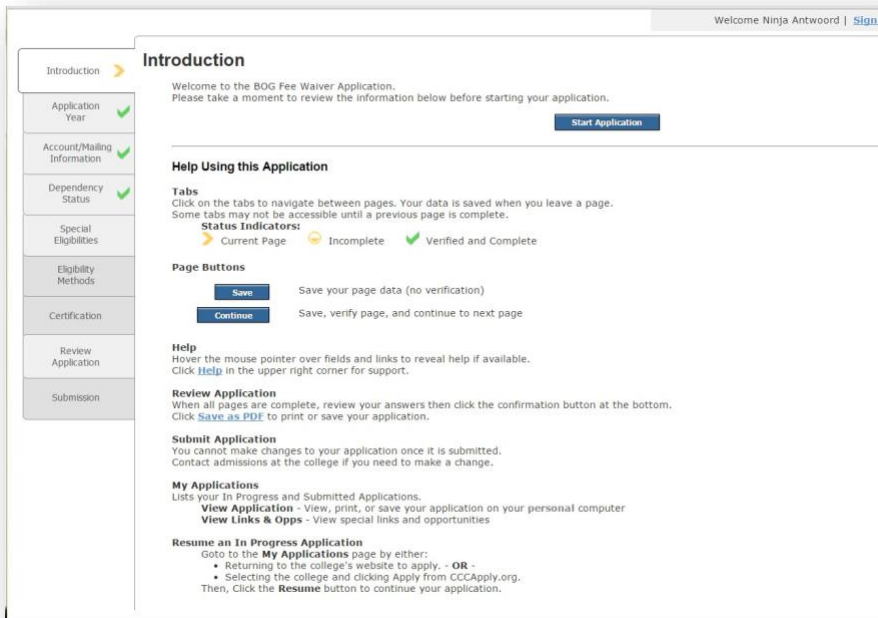 Welcome Ninja Antwoord | Sign
Introduction
Application
Year
Account/Mailing
Information
Dependency
Status
Special
Eligibilities
Eligibility
Methods
Certification
Review
Application
Submission
Introduction
Welcome to the BOG Fee Waiver Application.
Please take a moment to review the information below before starting your application.
Start Application
Help Using this Application
Tabs
Click on the tabs to navigate between pages. Your data is saved when you leave a page.
Some tabs may not be accessible until a previous page is complete.
Status Indicators:
Current Page Incomplete Verified and Complete
Page Buttons
Save Save your page data (no verification)
Continue Save, verify page, and continue to next page
Help
Hover the mouse pointer over fields and links to reveal help if available.
Click Help in the upper right corner for support.
Review Application
When all pages are complete, review your answers then click the confirmation button at the bottom.
Click Save as PDF to print or save your application.
Submit Application
You cannot make changes to your application once it is submitted.
Contact admissions at the college if you need to make a change.
My Applications
Lists your In Progress and Submitted Applications.
View Application - View, print, or save your application on your personal computer
View Links & Opps - View special links and opportunities
Resume an In Progress Application
Goto to the My Applications page by either:
• Returning to the college's website to apply. - OR -
• Selecting the college and clicking Apply from CCCApply.org.
Then, Click the Resume button to continue your application.